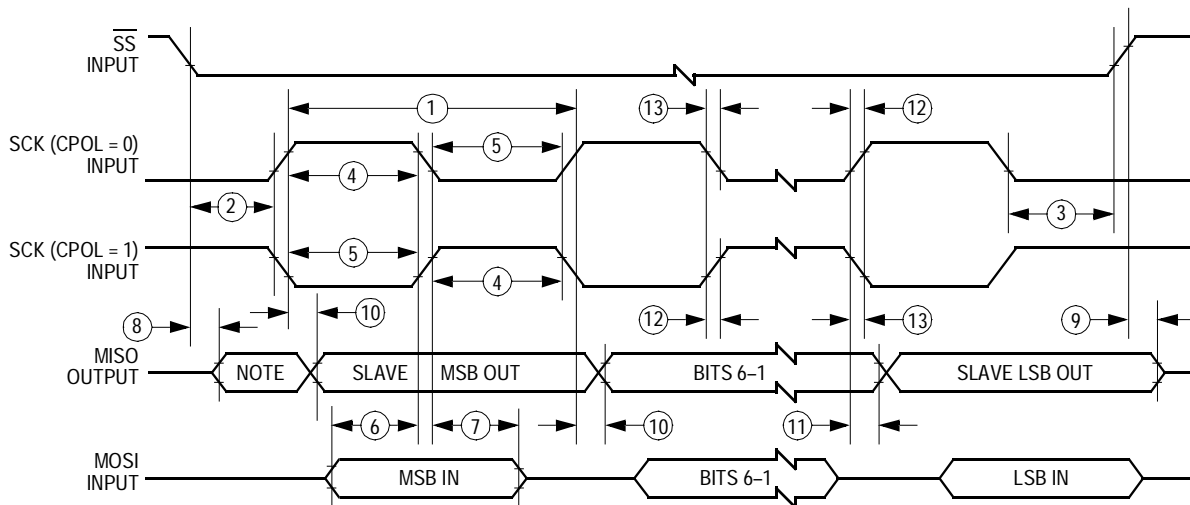 SS
INPUT
1
13
12
SCK (CPOL = 0)
INPUT
5
4
2
3
SCK (CPOL = 1)
INPUT
5
4
8
10
12
13
9
MISO
OUTPUT
NOTE
SLAVE
MSB OUT
BITS 6–1
SLAVE LSB OUT
6
7
10
11
MOSI
INPUT
MSB IN
BITS 6–1
LSB IN